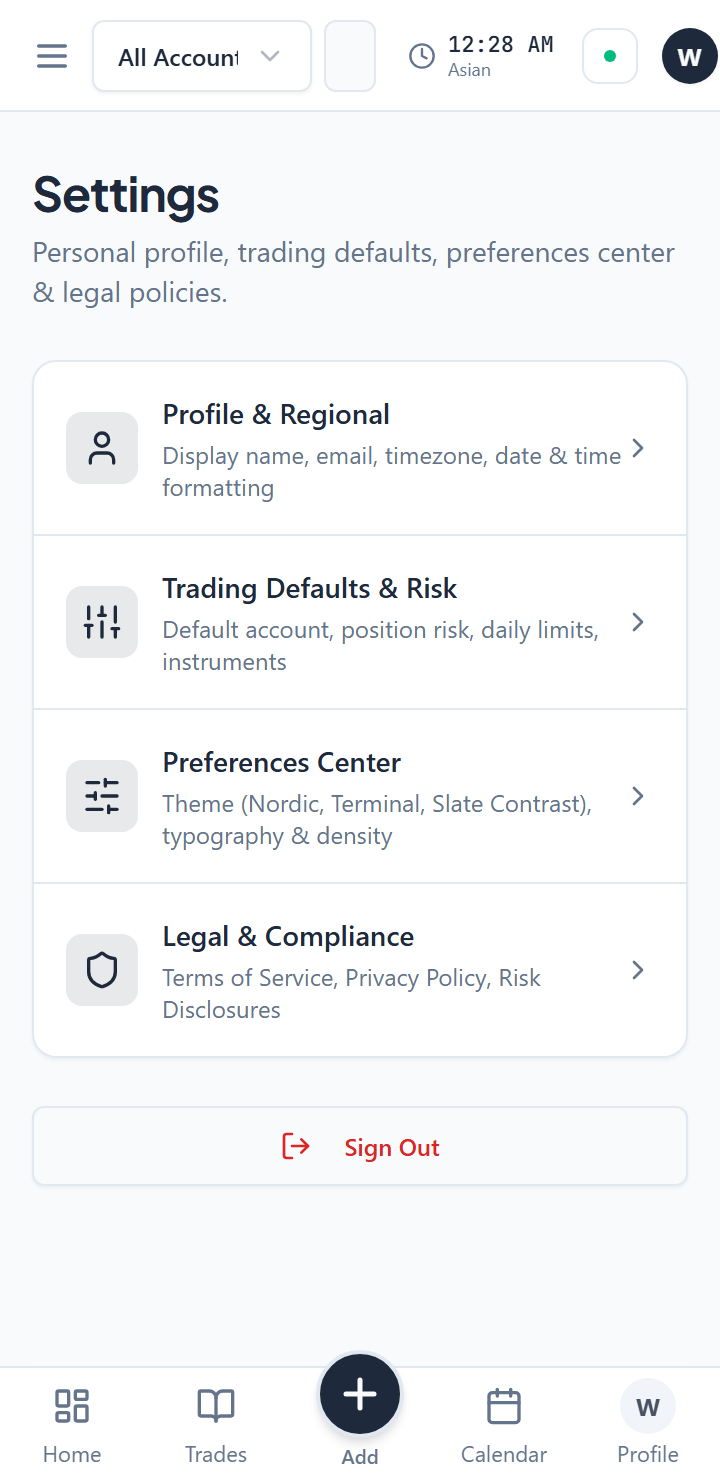 All Account
12:28 AM
Asian
W
Settings
Personal profile, trading defaults, preferences center
& legal policies.
Profile & Regional
Display name, email, timezone, date & time
formatting
Trading Defaults & Risk
Default account, position risk, daily limits,
instruments
Preferences Center
Theme (Nordic, Terminal, Slate Contrast),
typography & density
Legal & Compliance
Terms of Service, Privacy Policy, Risk
Disclosures
Sign Out
W
Home
Trades
Add
Calendar
Profile